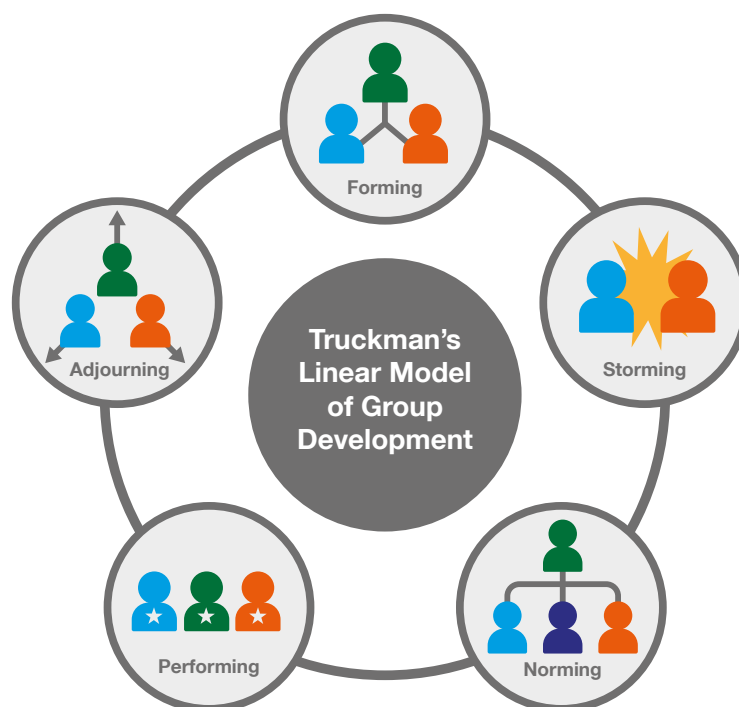 Truckman's
Linear Model
of Group
Development
Forming
Storming
Norming
Performing
Adjourning